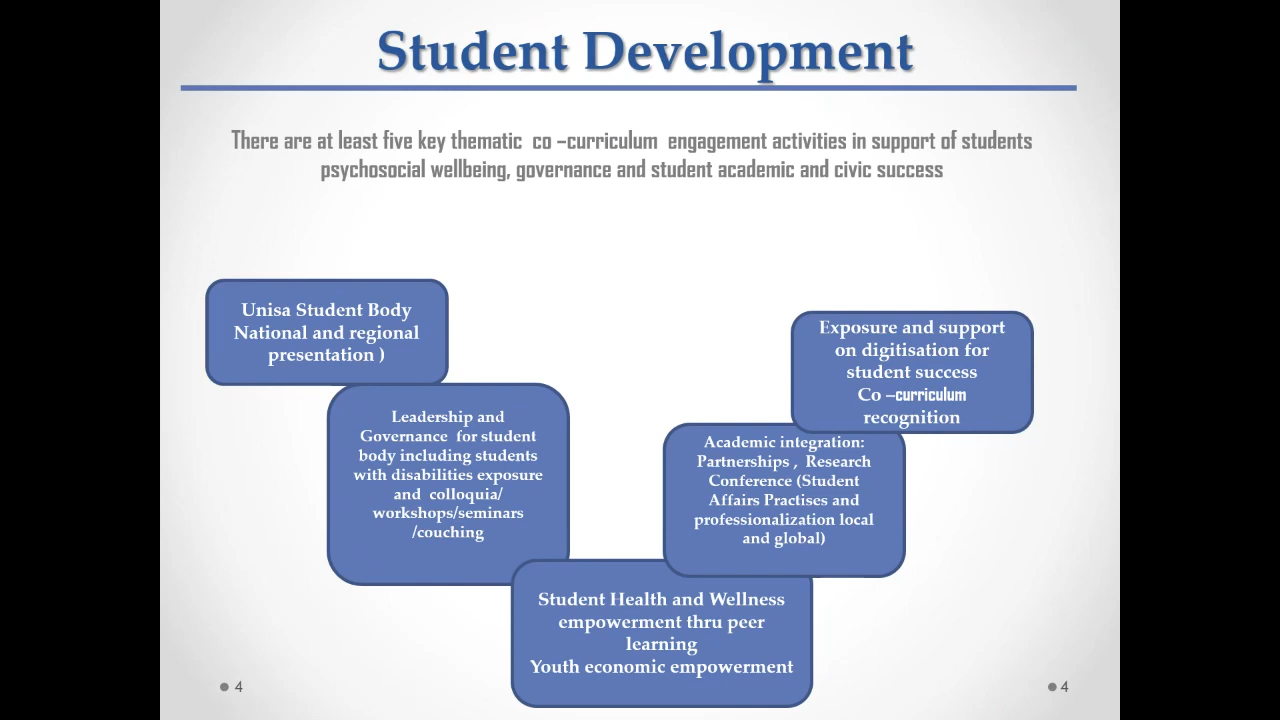 Student Development
There are at least five key thematic co –curriculum engagement activities in support of students
psychosocial wellbeing, governance and student academic and civic success
Unisa Student Body
National and regional
presentation )
Leadership and
Governance for student
body including students
with disabilities exposure
and colloquia/
workshops/seminars
/couching
Student Health and Wellness
empowerment thru peer
learning
Youth economic empowerment
Academic integration:
Partnerships , Research
Conference (Student
Affairs Practises and
professionalization local
and global)
Exposure and support
on digitisation for
student success
Co –curriculum
recognition
4
4